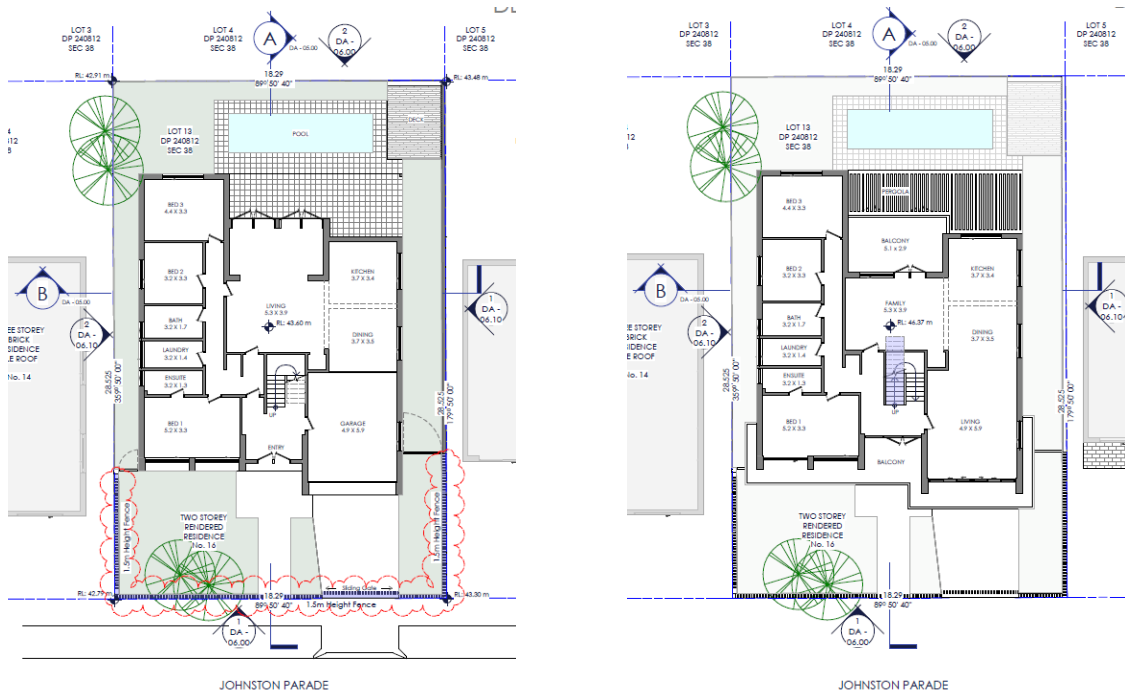 LOT 3
DP 240812
SEC 38
LOT 4
DP 240812
SEC 38
A
DA - 05.00
2
DA -
06.00
LOT 5
DP 240812
SEC 38
RL: 42.91 m
18.29
89° 50' 40"
RL: 43.48 m
LOT 13
DP 240812
SEC 38
POOL
DECK
BED 3
4.4 X 3.3
BED 2
3.2 X 3.3
BATH
3.2 X 1.7
LAUNDRY
3.2 X 1.4
ENSUITE
3.2 X 1.3
BED 1
5.2 X 3.3
LIVING
5.3 X 3.9
RL: 43.60 m
KITCHEN
3.7 X 3.4
DINING
3.7 X 3.5
GARAGE
4.9 X 5.9
UP
ENTRY
B
DA - 05.00
2
DA -
06.10
1
DA -
06.10
No. 14
28.525
359° 50' 00"
28.525
179° 50' 00"
1.5m Height Fence
1.5m Height Fence
TWO STOREY
RENDERED
RESIDENCE
No. 16
Sliding Gate
RL: 42.79 m
18.29
89° 50' 40"
1.5m Height Fence
RL: 43.30 m
1
DA -
06.00
JOHNSTON PARADE
LOT 3
DP 240812
SEC 38
LOT 4
DP 240812
SEC 38
A
DA - 05.00
2
DA -
06.00
LOT 5
DP 240812
SEC 38
18.29
89° 50' 40"
LOT 13
DP 240812
SEC 38
PERGOLA
BED 3
4.4 X 3.3
BALCONY
5.1 x 2.9
BED 2
3.2 X 3.3
BATH
3.2 X 1.7
LAUNDRY
3.2 X 1.4
ENSUITE
3.2 X 1.3
BED 1
5.2 X 3.3
FAMILY
5.3 X 3.9
RL: 46.37 m
KITCHEN
3.7 X 3.4
DINING
3.7 X 3.5
LIVING
4.9 X 5.9
UP
BALCONY
B
DA - 05.00
2
DA -
06.10
1
DA -
06.10
No. 14
28.525
359° 50' 00"
28.525
179° 50' 00"
TWO STOREY
RENDERED
RESIDENCE
No. 16
18.29
89° 50' 40"
1
DA -
06.00
JOHNSTON PARADE